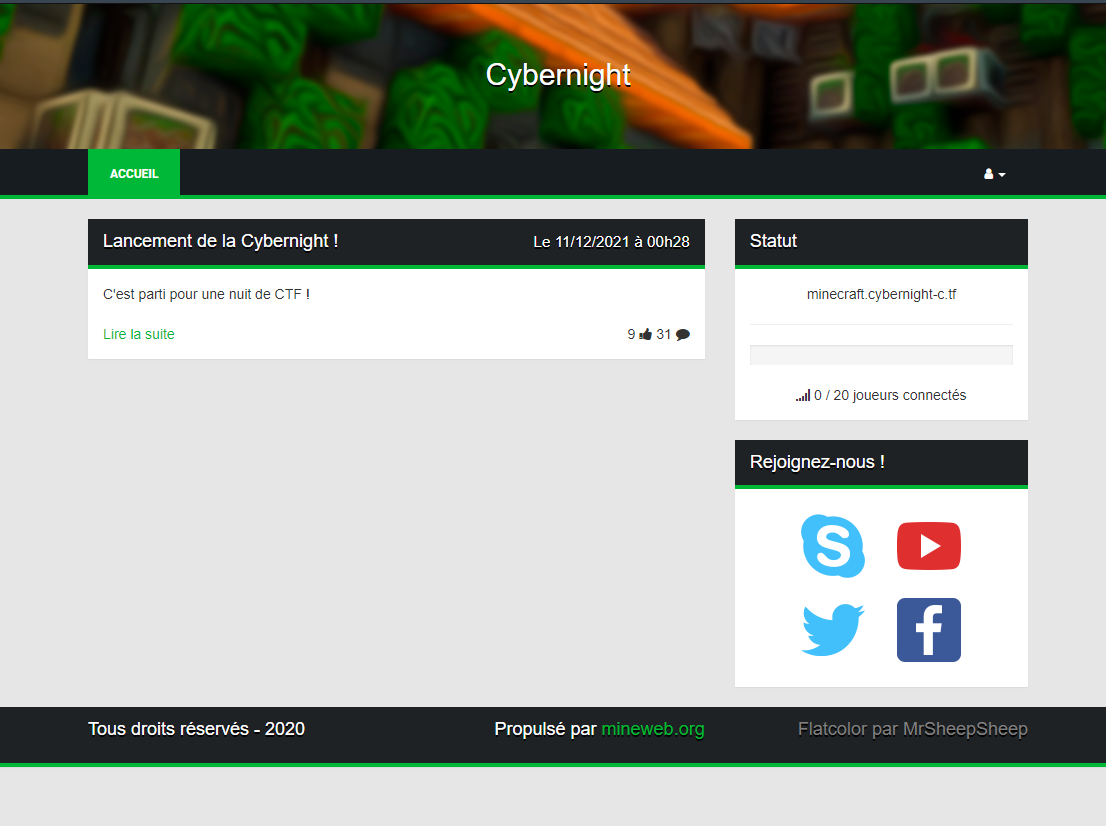 Cybernight
ACCUEIL
Lancement de la Cybernight !
Le 11/12/2021 à 00h28
C'est parti pour une nuit de CTF !
Lire la suite
9 31
Statut
minecraft.cybernight-c.tf
0 / 20 joueurs connectés
Rejoignez-nous !
Tous droits réservés - 2020
Propulsé par mineweb.org
Flatcolor par MrSheepSheep